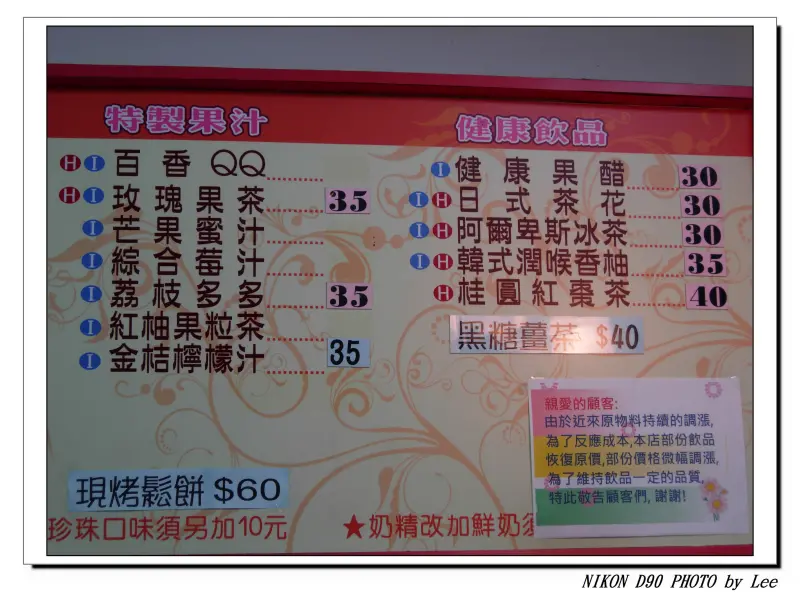 特製果汁
H I 百香QQ
H I 玫瑰果茶 35
I 芒果蜜汁
I 綜合莓汁
I 荔枝多多 35
I 紅柚果粒茶
I 金桔檸檬汁 35
現烤鬆餅 $60
珍珠口味須另加10元
健康飲品
I 健康果醋 30
I H 日式茶花 30
I H 阿爾卑斯冰茶 30
I H 韓式潤喉香柚 35
H 桂圓紅棗茶 40
黑糖薑茶 $40
親愛的顧客:
由於近來原物料持續的調漲,
為了反應成本,本店部份飲品
恢復原價,部份價格微幅調漲,
為了維持飲品一定的品質,
特此敬告顧客們, 謝謝!
★奶精改加鮮奶須
NIKON D90 PHOTO by Lee